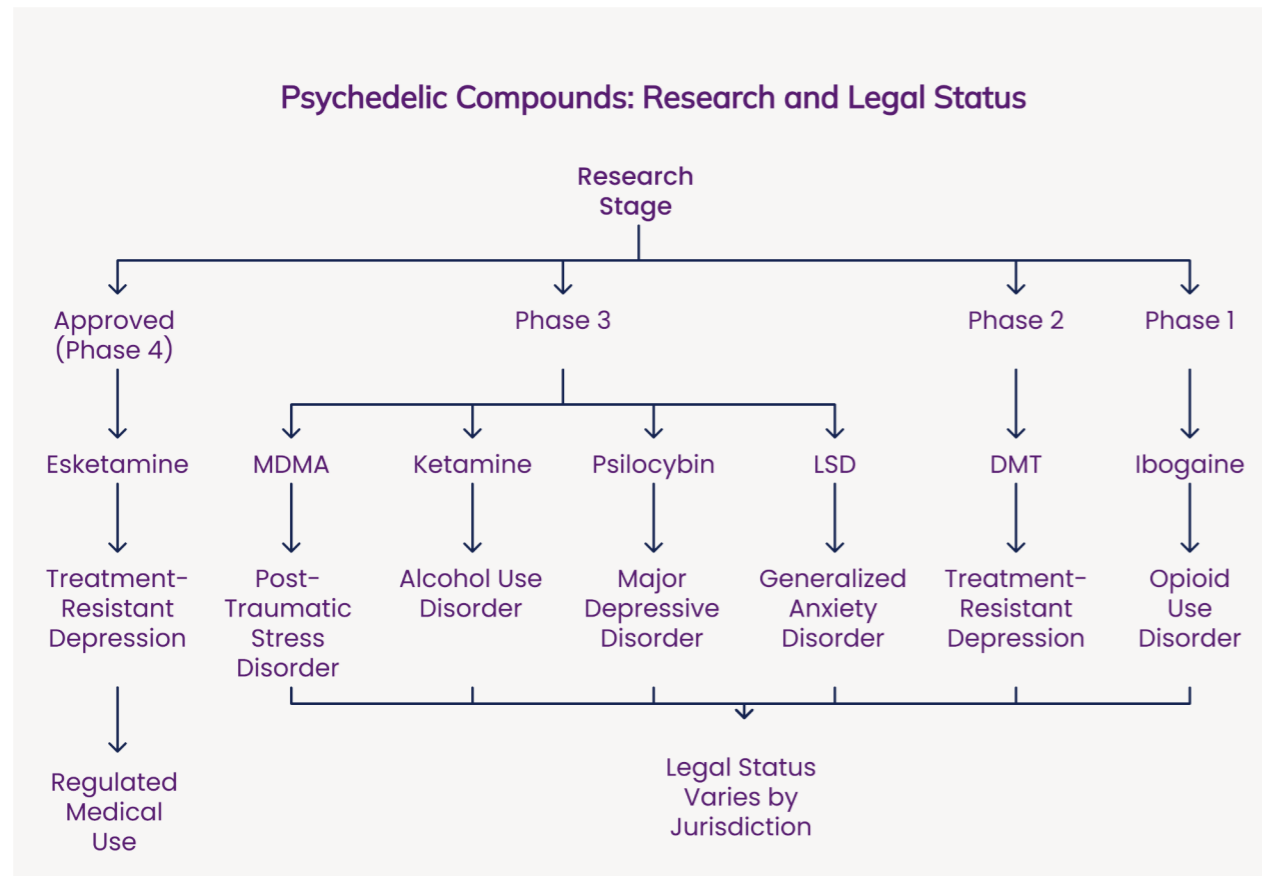 Psychedelic Compounds: Research and Legal Status
Research
Stage
Approved
(Phase 4)
Phase 3
Phase 2
Phase 1
Esketamine
MDMA
Ketamine
Psilocybin
LSD
DMT
Ibogaine
Treatment-
Resistant
Depression
Post-
Traumatic
Stress
Disorder
Alcohol Use
Disorder
Major
Depressive
Disorder
Generalized
Anxiety
Disorder
Treatment-
Resistant
Depression
Opioid
Use
Disorder
Regulated
Medical
Use
Legal Status
Varies by
Jurisdiction